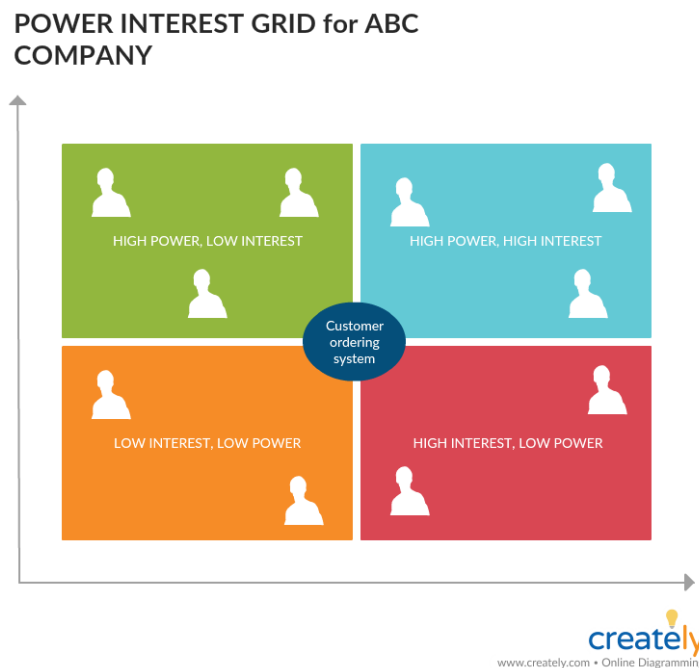 POWER INTEREST GRID for ABC
COMPANY
HIGH POWER, LOW INTEREST
HIGH POWER, HIGH INTEREST
Customer
ordering
system
LOW INTEREST, LOW POWER
HIGH INTEREST, LOW POWER
creately
www.creately.com • Online Diagramming